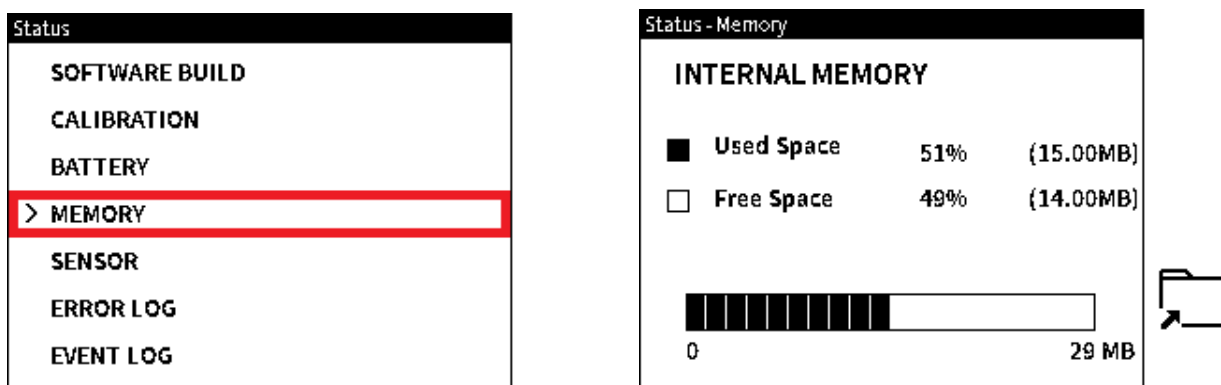 Status
SOFTWARE BUILD
CALIBRATION
BATTERY
> MEMORY
SENSOR
ERROR LOG
EVENT LOG
Status - Memory
INTERNAL MEMORY
Used Space 51% (15.00MB)
Free Space 49% (14.00MB)
0 29 MB